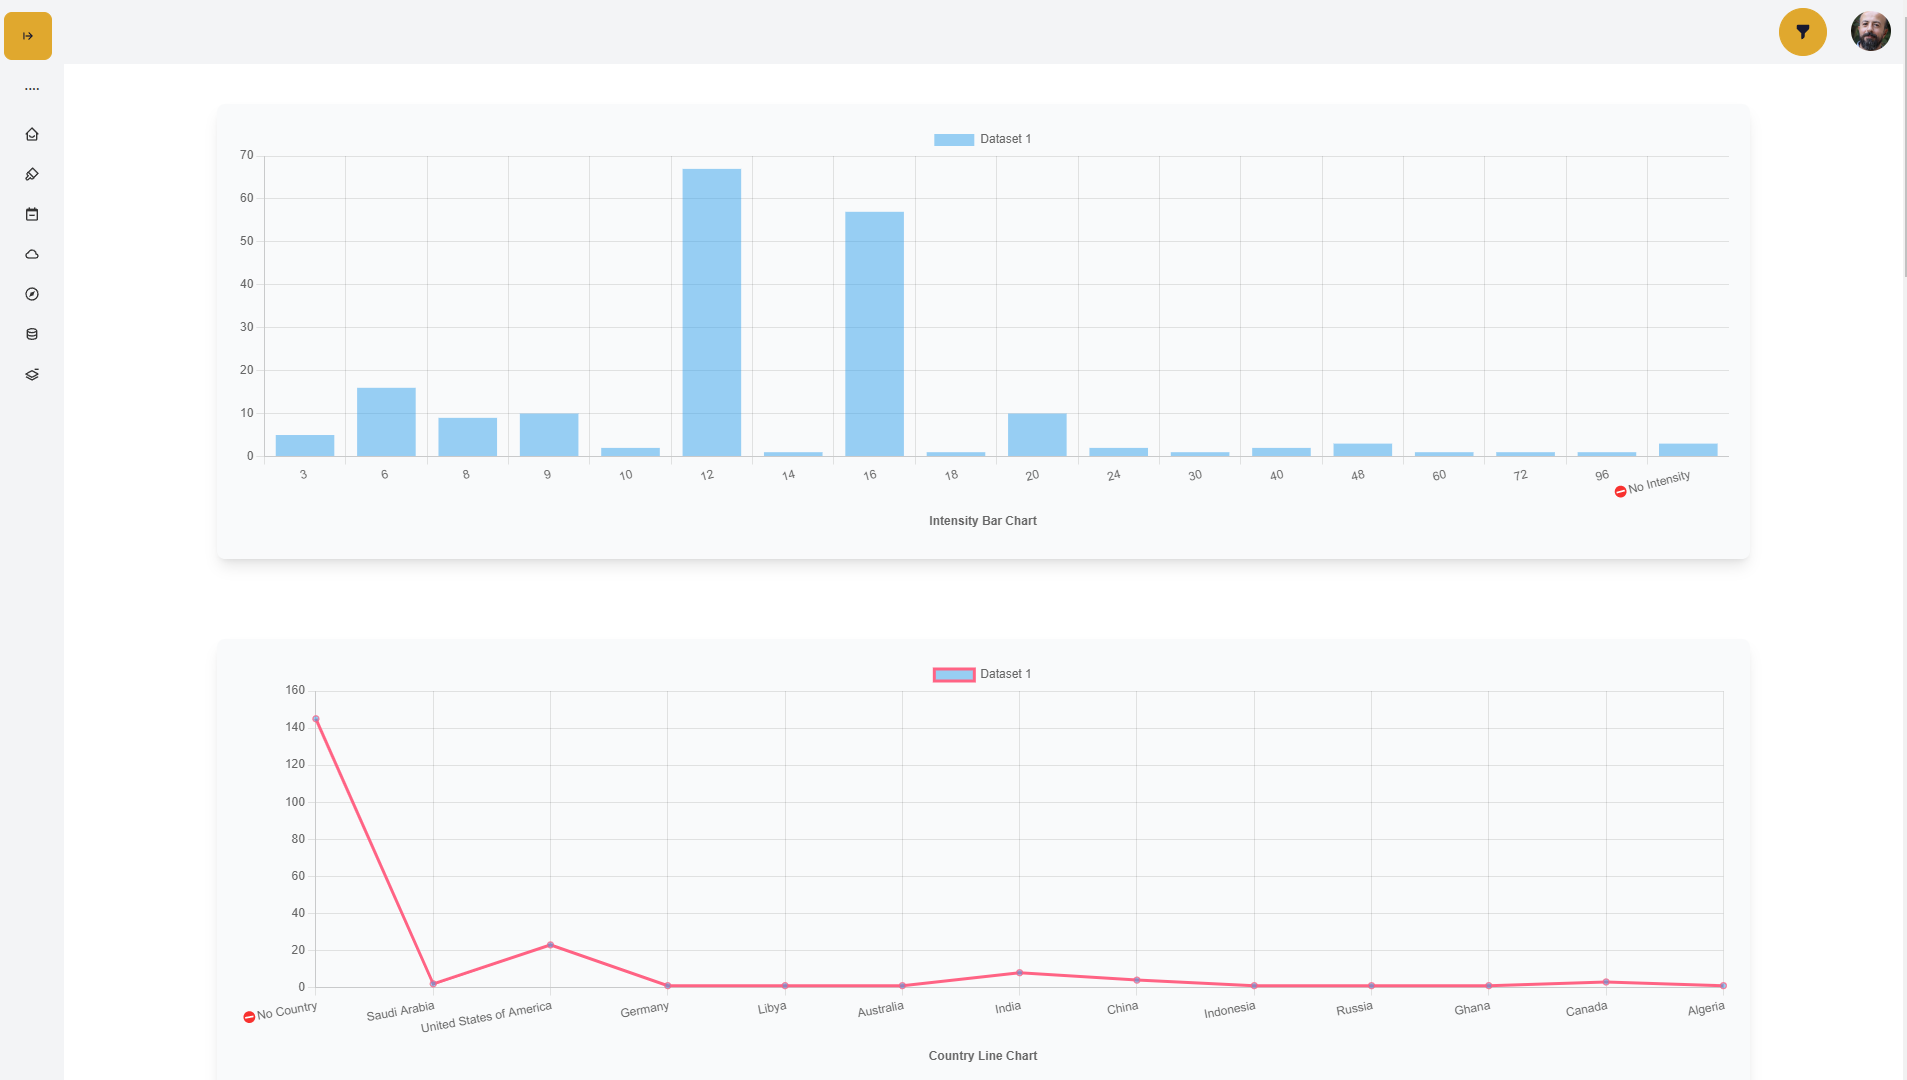 Dataset 1
70
60
50
40
30
20
10
0
3 6 8 9 10 12 14 16 18 20 24 30 40 48 60 72 96 No Intensity
Intensity Bar Chart
Dataset 1
160
140
120
100
80
60
40
20
0
No Country Saudi Arabia United States of America Germany Libya Australia India China Indonesia Russia Ghana Canada Algeria
Country Line Chart